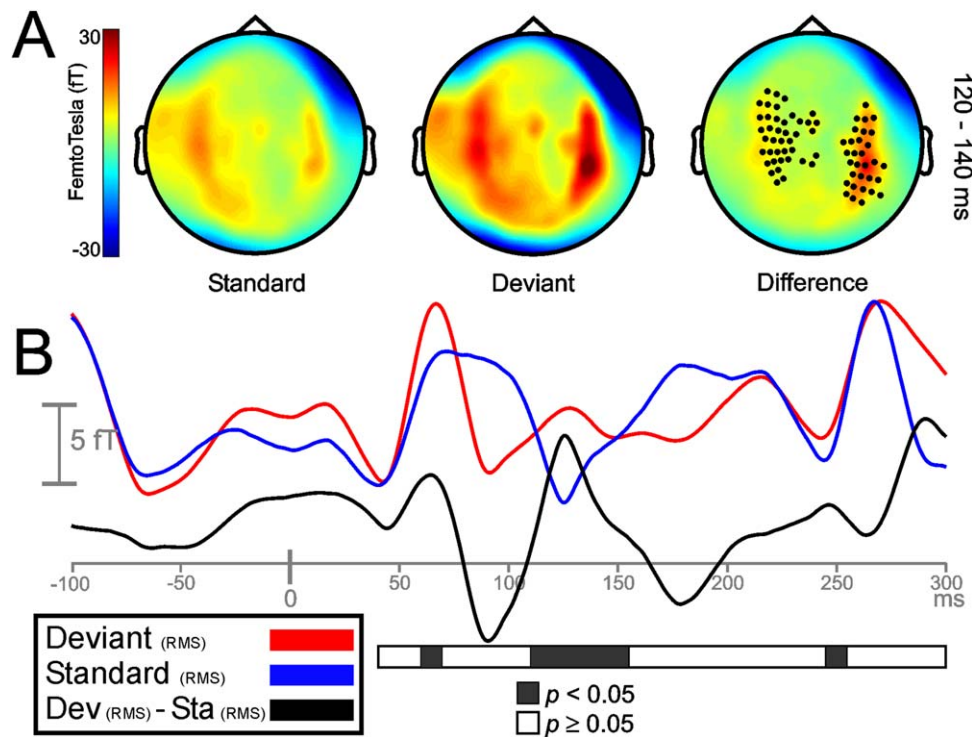 A
30
FemtoTesla (fT)
-30
120 - 140 ms
Standard
Deviant
Difference
B
5 fT
-100
-50
0
50
100
150
200
250
300
ms
Deviant (RMS)
Standard (RMS)
Dev (RMS) - Sta (RMS)
p < 0.05
p ≥ 0.05